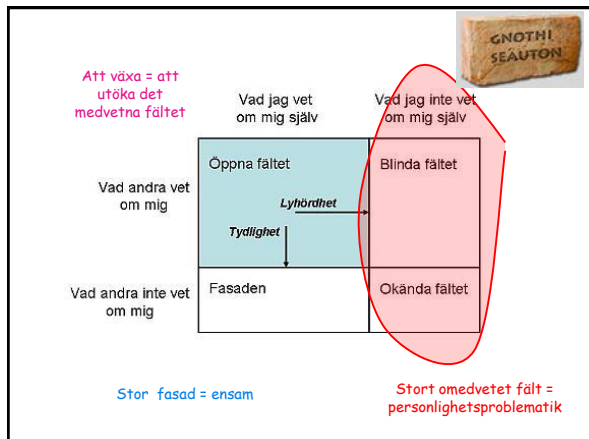 GNOTHI
SEAUTON
Att växa = att
utöka det
medvetna fältet
Vad jag vet
om mig själv
Vad jag inte vet
om mig själv
Vad andra vet
om mig
Öppna fältet
Blinda fältet
Lyhördhet
Tydlighet
Vad andra inte vet
om mig
Fasaden
Okända fältet
Stor fasad = ensam
Stort omedvetet fält =
personlighetsproblematik